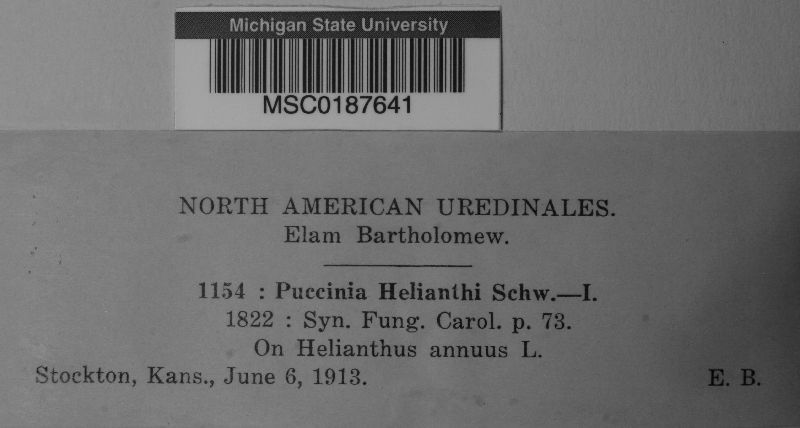 Michigan State University
MSC0187641
NORTH AMERICAN UREDINALES.
Elam Bartholomew.
1154 : Puccinia Helianthi Schw.—I.
1822 : Syn. Fung. Carol. p. 73.
On Helianthus annuus L.
Stockton, Kans., June 6, 1913. E. B.